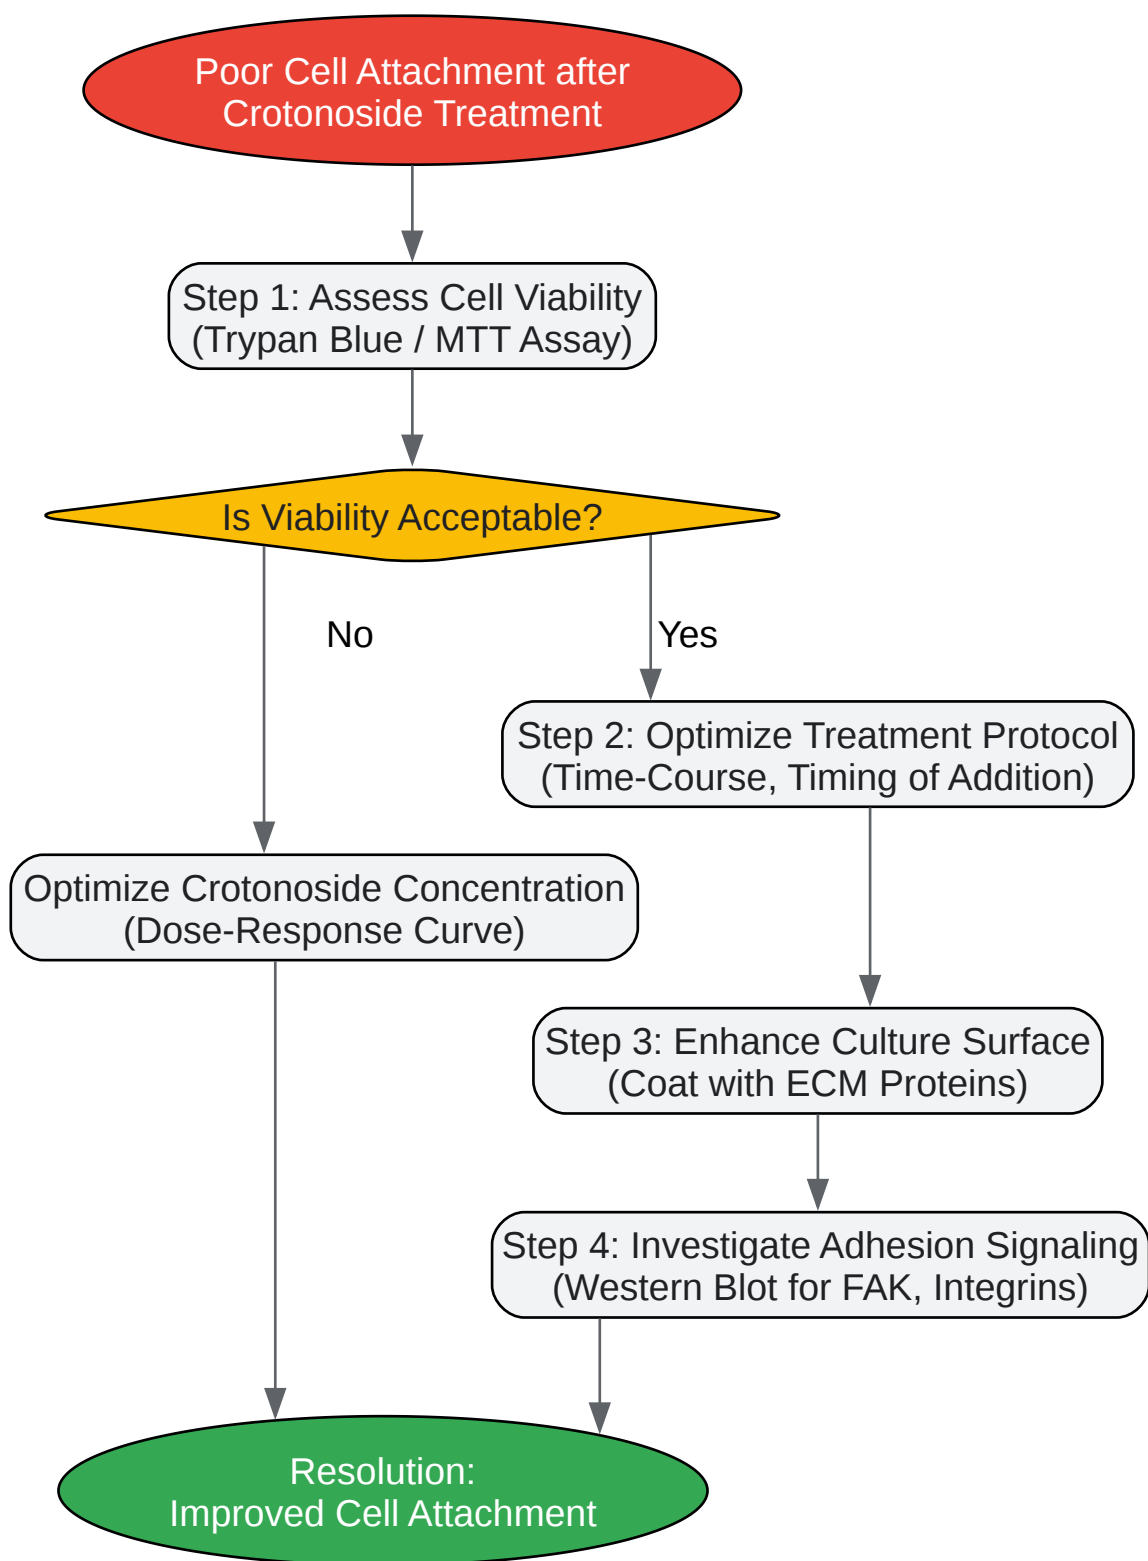 Poor Cell Attachment after
Crotonoside Treatment
Step 1: Assess Cell Viability
(Trypan Blue / MTT Assay)
Is Viability Acceptable?
No
Yes
Step 2: Optimize Treatment Protocol
(Time-Course, Timing of Addition)
Optimize Crotonoside Concentration
(Dose-Response Curve)
Step 3: Enhance Culture Surface
(Coat with ECM Proteins)
Step 4: Investigate Adhesion Signaling
(Western Blot for FAK, Integrins)
Resolution:
Improved Cell Attachment